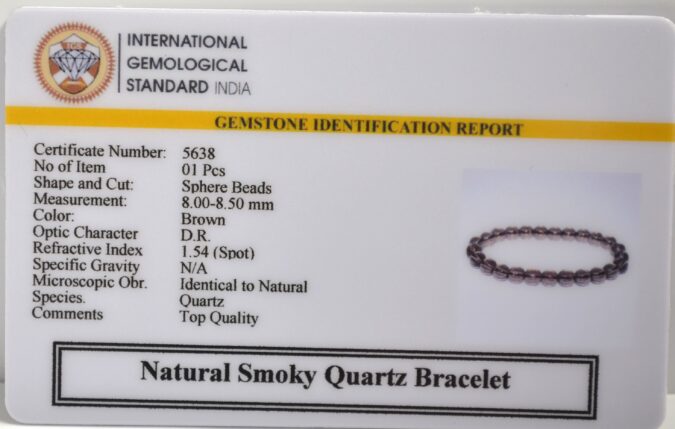 IGS
INTERNATIONAL
GEMOLOGICAL
STANDARD INDIA
GEMSTONE IDENTIFICATION REPORT
Certificate Number: 5638
No of Item 01 Pcs
Shape and Cut: Sphere Beads
Measurement: 8.00-8.50 mm
Color: Brown
Optic Character D.R.
Refractive Index 1.54 (Spot)
Specific Gravity N/A
Microscopic Obr. Identical to Natural
Species. Quartz
Comments Top Quality
Natural Smoky Quartz Bracelet